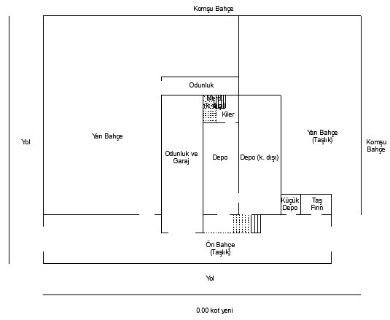 Komşu Bahçe
Odunluk
(k. dışı)
Kiler
Yol
Yan Bahçe
Odunluk ve
Garaj
Depo
Depo (k. dışı)
Yan Bahçe
(Taşlık)
Komşu
Bahçe
Küçük
Depo
Taş
Fırın
Ön Bahçe
(Taşlık)
Yol
0.00 kot yeni